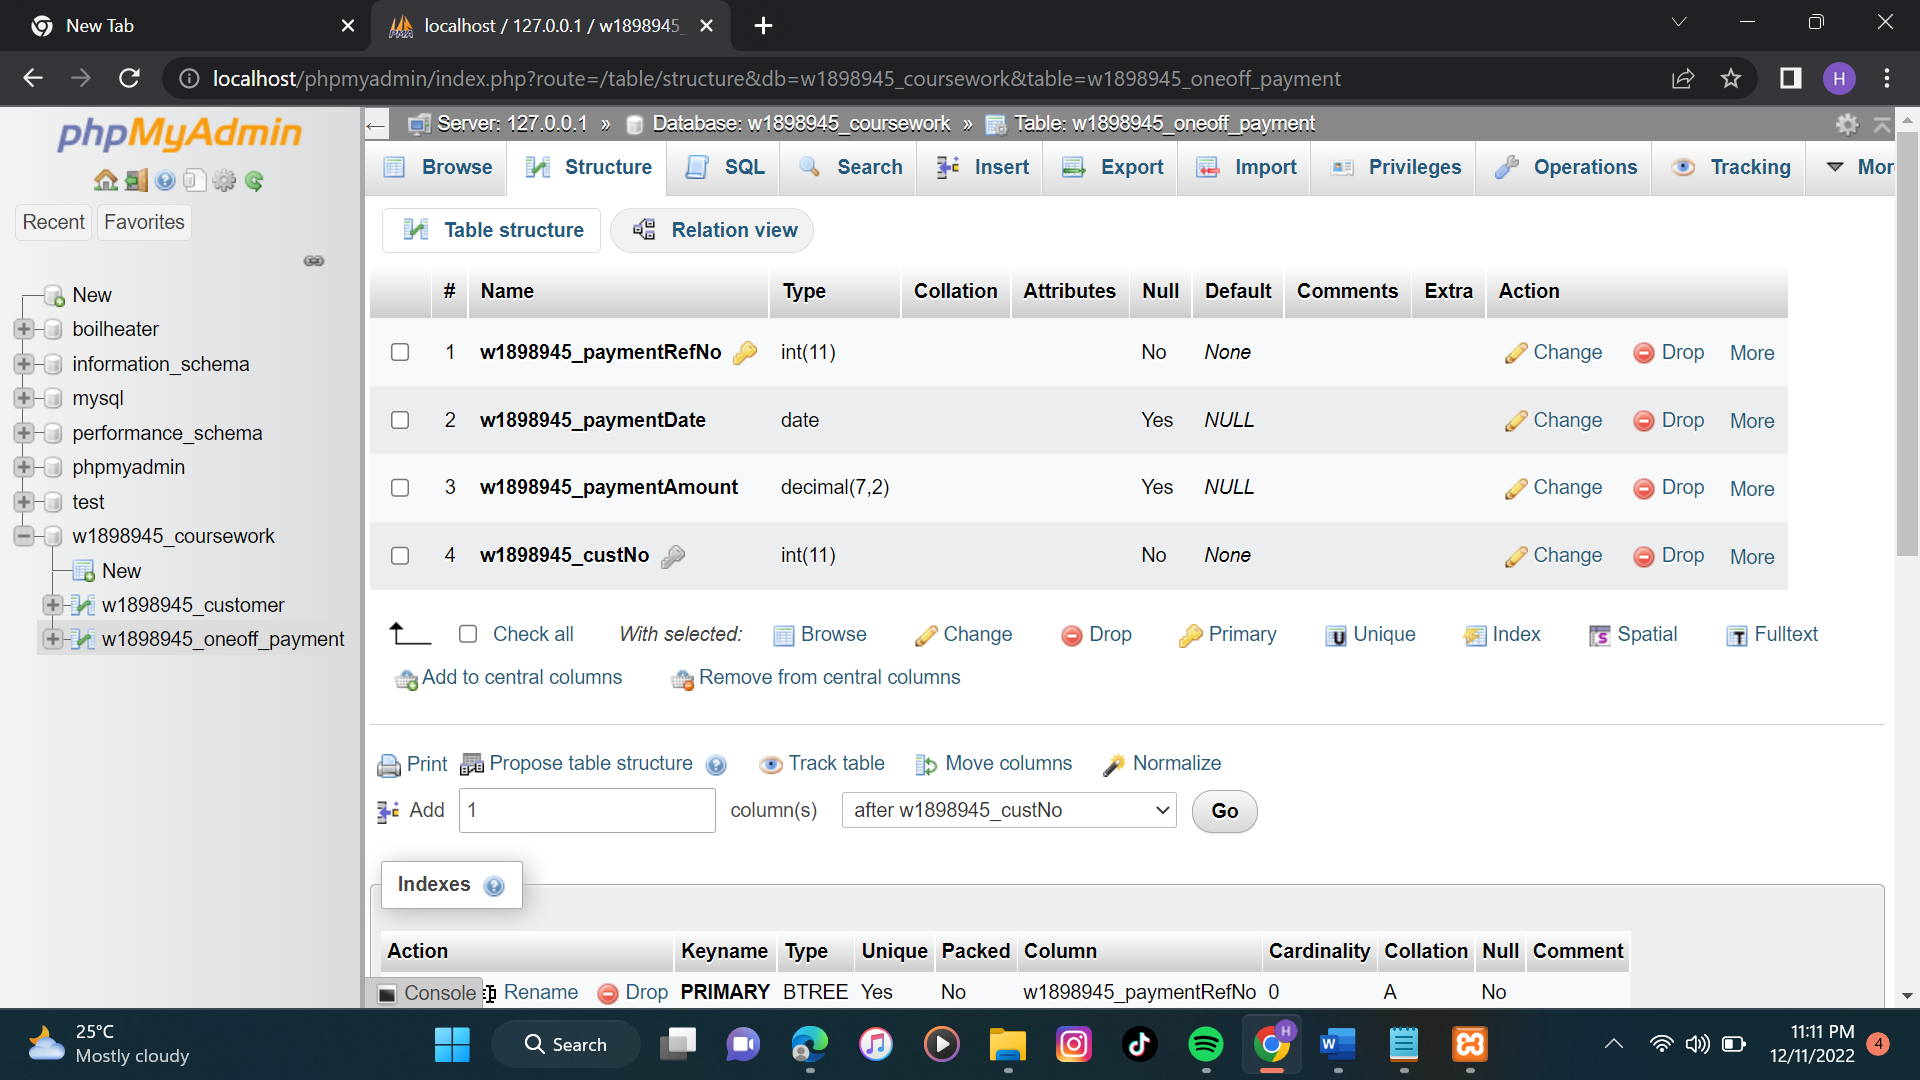 New Tab
localhost / 127.0.0.1 / w1898945_
localhost/phpmyadmin/index.php?route=/table/structure&db=w1898945_coursework&table=w1898945_oneoff_payment
H
phpMyAdmin
Recent Favorites
New
boilheater
information_schema
mysql
performance_schema
phpmyadmin
test
w1898945_coursework
New
w1898945_customer
w1898945_oneoff_payment
Server: 127.0.0.1 » Database: w1898945_coursework » Table: w1898945_oneoff_payment
Browse Structure SQL Search Insert Export Import Privileges Operations Tracking Mor
Table structure Relation view
# Name Type Collation Attributes Null Default Comments Extra Action
1 w1898945_paymentRefNo int(11) No None Change Drop More
2 w1898945_paymentDate date Yes NULL Change Drop More
3 w1898945_paymentAmount decimal(7,2) Yes NULL Change Drop More
4 w1898945_custNo int(11) No None Change Drop More
Check all With selected: Browse Change Drop Primary Unique Index Spatial Fulltext
Add to central columns Remove from central columns
Print Propose table structure Track table Move columns Normalize
Add 1 column(s) after w1898945_custNo Go
Indexes
Action Keyname Type Unique Packed Column Cardinality Collation Null Comment
Console Rename Drop PRIMARY BTREE Yes No w1898945_paymentRefNo 0 A No
25°C
Mostly cloudy
Search
H
11:11 PM
12/11/2022
4